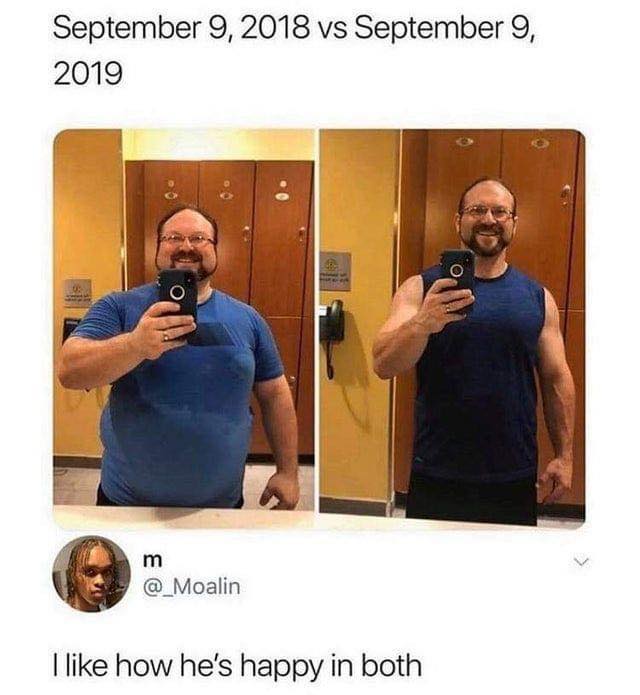 September 9, 2018 vs September 9,
2019
m
@_Moalin
I like how he's happy in both